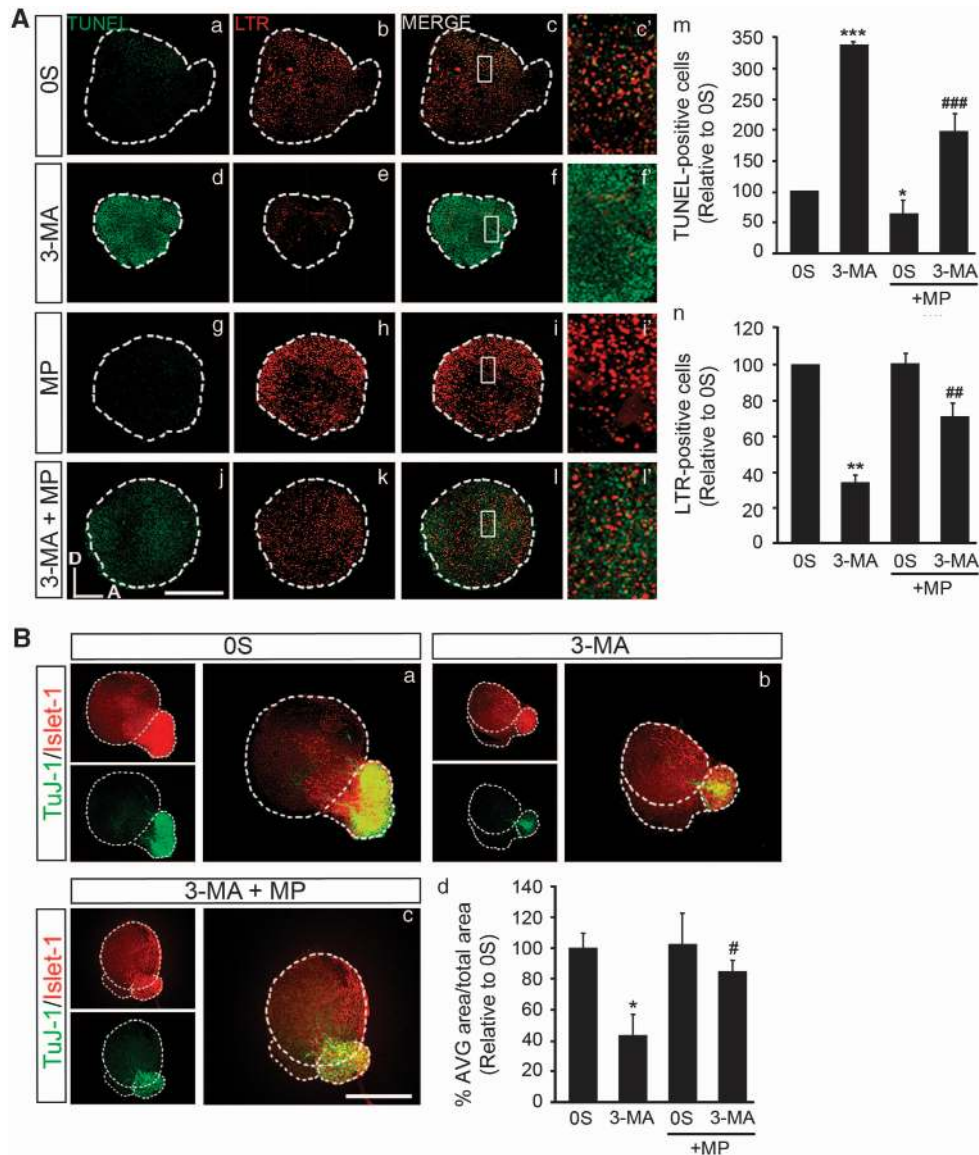 A
TUNEL a LTR b MERGE c c'
0S
d e f f'
3-MA
g h i i'
MP
j k l l'
3-MA + MP
D
A
m
TUNEL-positive cells
(Relative to 0S)
350
300
250
200
150
100
50
0
***
*
###
0S 3-MA 0S 3-MA
+MP
n
LTR-positive cells
(Relative to 0S)
120
100
80
60
40
20
0
**
##
0S 3-MA 0S 3-MA
+MP
B
0S
3-MA
TuJ-1/Islet-1
a
b
3-MA + MP
TuJ-1/Islet-1
c
d
% AVG area/total area
(Relative to 0S)
140
120
100
80
60
40
20
0
*
#
0S 3-MA 0S 3-MA
+MP